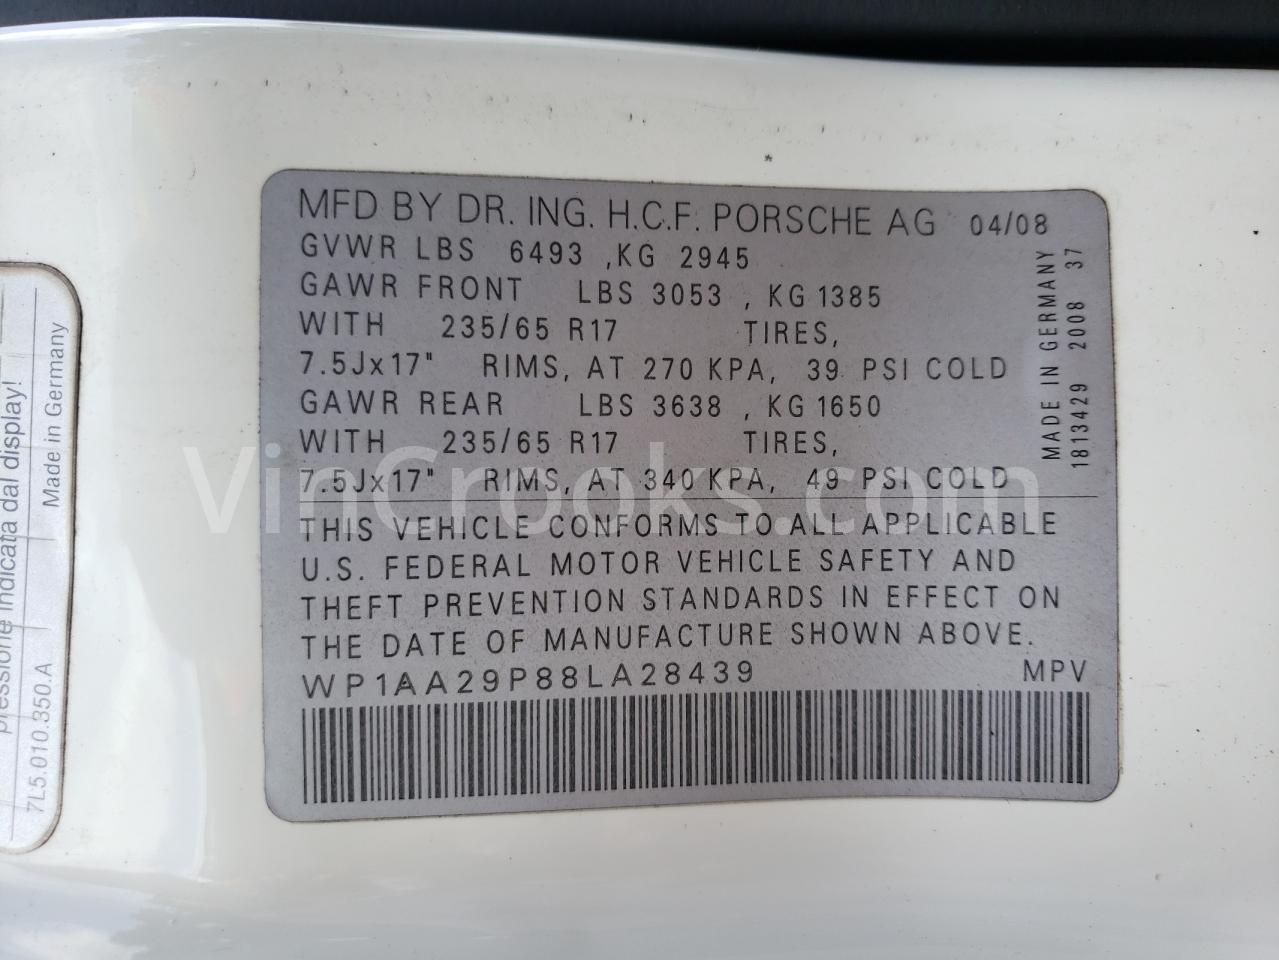 MFD BY DR. ING. H.C.F. PORSCHE AG 04/08
GVWR LBS 6493 ,KG 2945
GAWR FRONT LBS 3053 , KG 1385
WITH 235/65 R17 TIRES,
7.5Jx17" RIMS, AT 270 KPA, 39 PSI COLD
GAWR REAR LBS 3638 , KG 1650
WITH 235/65 R17 TIRES,
7.5Jx17" RIMS, AT 340 KPA, 49 PSI COLD
THIS VEHICLE CONFORMS TO ALL APPLICABLE
U.S. FEDERAL MOTOR VEHICLE SAFETY AND
THEFT PREVENTION STANDARDS IN EFFECT ON
THE DATE OF MANUFACTURE SHOWN ABOVE.
WP1AA29P88LA28439 MPV
MADE IN GERMANY
1813429 2008 37
pressione indicata dal display!
Made in Germany
7L5.010.350.A
VinCrooks.com